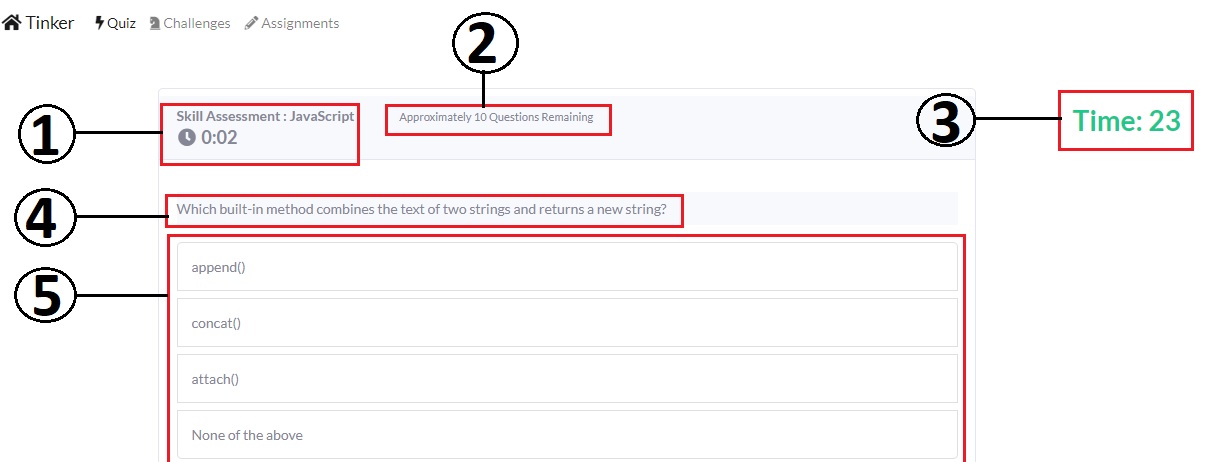 Tinker Quiz Challenges Assignments
2
1
Skill Assessment : JavaScript
0:02
Approximately 10 Questions Remaining
3
Time: 23
4
Which built-in method combines the text of two strings and returns a new string?
5
append()
concat()
attach()
None of the above